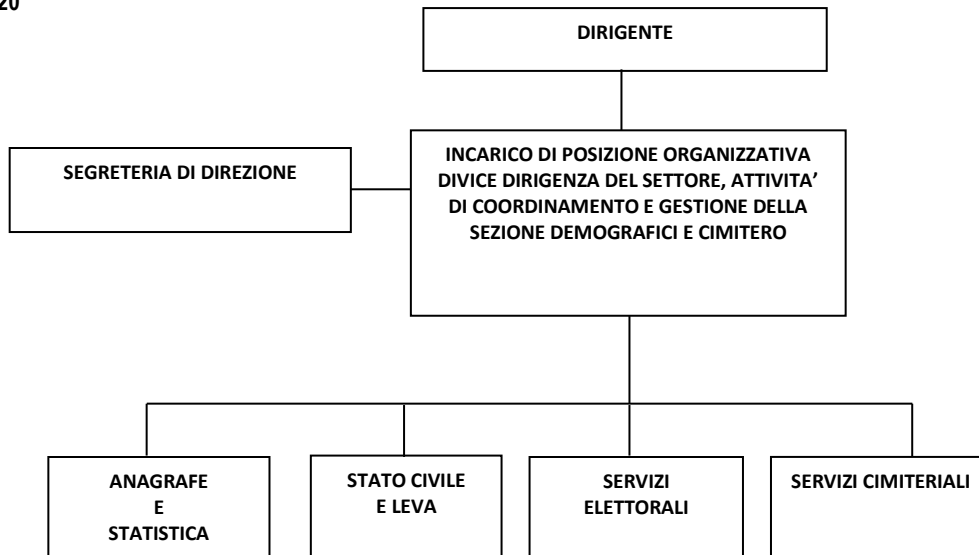 20
DIRIGENTE
SEGRETERIA DI DIREZIONE
INCARICO DI POSIZIONE ORGANIZZATIVA
DIVICE DIRIGENZA DEL SETTORE, ATTIVITA’
DI COORDINAMENTO E GESTIONE DELLA
SEZIONE DEMOGRAFICI E CIMITERO
ANAGRAFE
E
STATISTICA
STATO CIVILE
E LEVA
SERVIZI
ELETTORALI
SERVIZI CIMITERIALI